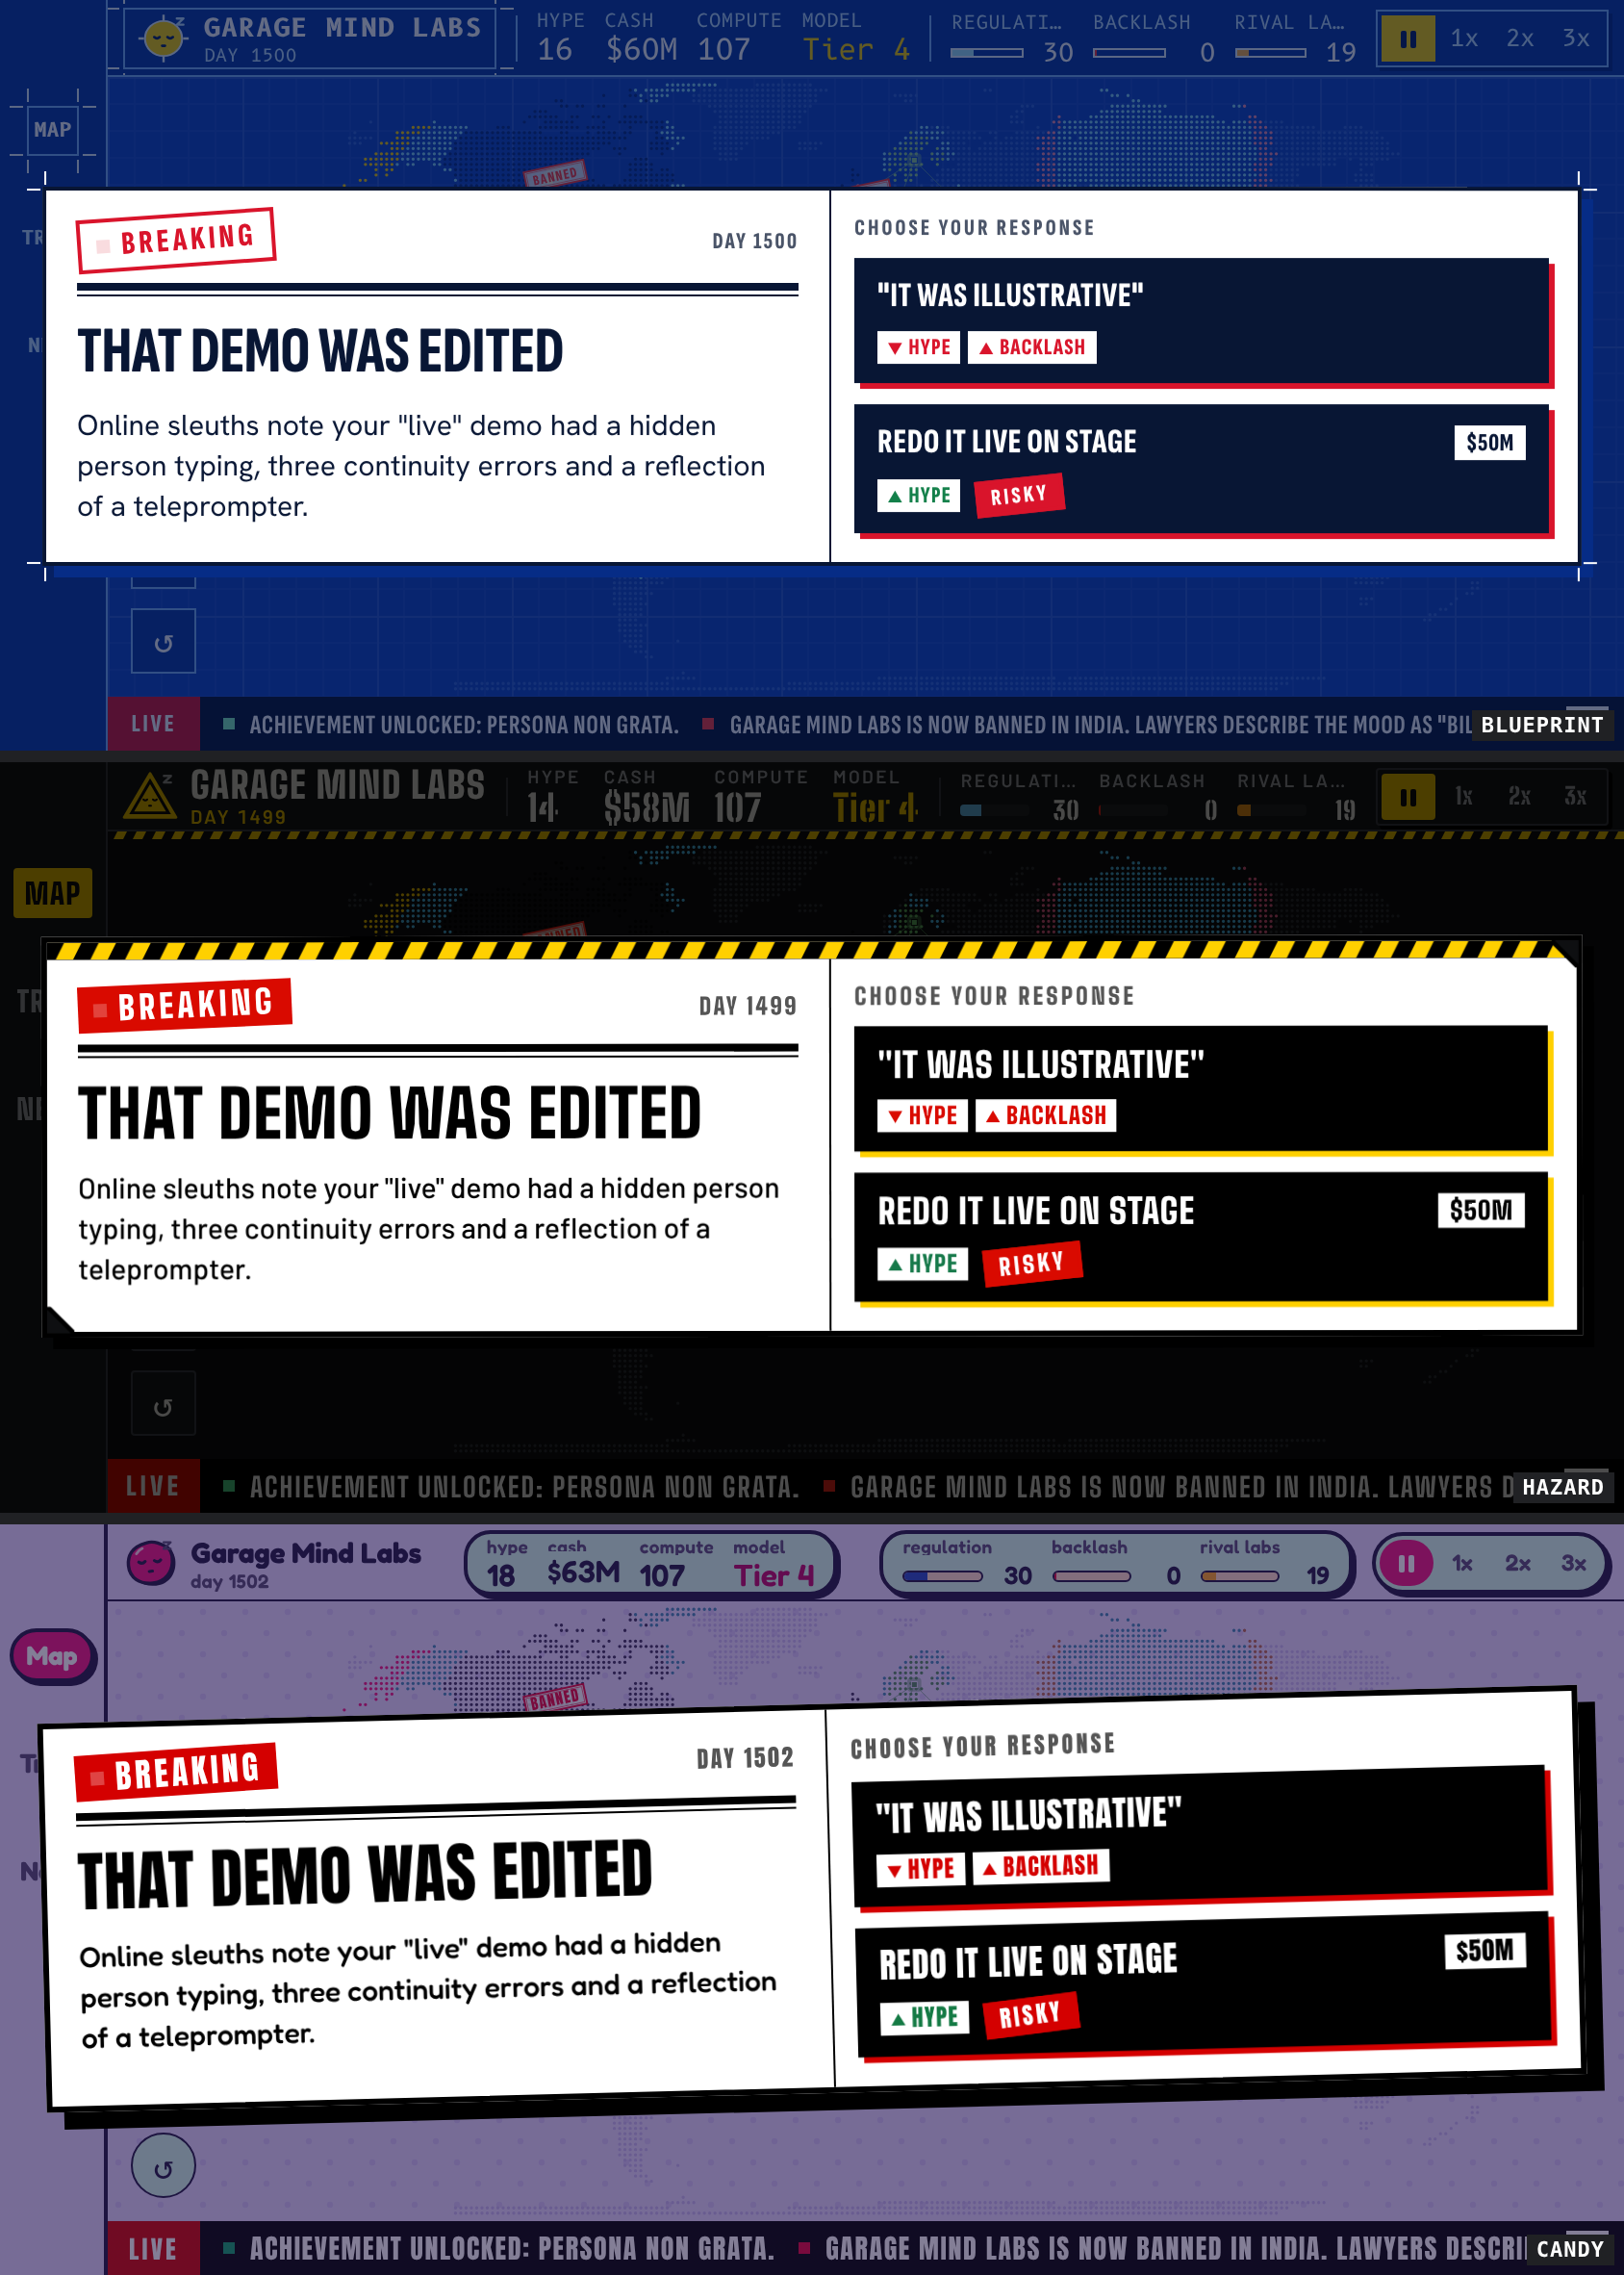 GARAGE MIND LABS
DAY 1500
HYPE
16
CASH
$60M
COMPUTE
107
MODEL
Tier 4
REGULATI…
30
BACKLASH
0
RIVAL LA…
19
1x 2x 3x
MAP
BANNED
BREAKING
DAY 1500
THAT DEMO WAS EDITED
Online sleuths note your "live" demo had a hidden
person typing, three continuity errors and a reflection
of a teleprompter.
CHOOSE YOUR RESPONSE
"IT WAS ILLUSTRATIVE"
▼ HYPE ▲ BACKLASH
REDO IT LIVE ON STAGE
$50M
▲ HYPE RISKY
LIVE
ACHIEVEMENT UNLOCKED: PERSONA NON GRATA.
GARAGE MIND LABS IS NOW BANNED IN INDIA. LAWYERS DESCRIBE THE MOOD AS "BIL
BLUEPRINT
GARAGE MIND LABS
DAY 1499
HYPE
14
CASH
$58M
COMPUTE
107
MODEL
Tier 4
REGULATI…
30
BACKLASH
0
RIVAL LA…
19
1x 2x 3x
MAP
BANNED
BREAKING
DAY 1499
THAT DEMO WAS EDITED
Online sleuths note your "live" demo had a hidden person
typing, three continuity errors and a reflection of a
teleprompter.
CHOOSE YOUR RESPONSE
"IT WAS ILLUSTRATIVE"
▼ HYPE ▲ BACKLASH
REDO IT LIVE ON STAGE
$50M
▲ HYPE RISKY
LIVE
ACHIEVEMENT UNLOCKED: PERSONA NON GRATA.
GARAGE MIND LABS IS NOW BANNED IN INDIA. LAWYERS D
HAZARD
Garage Mind Labs
day 1502
hype
18
cash
$63M
compute
107
model
Tier 4
regulation
30
backlash
0
rival labs
19
1x 2x 3x
Map
BANNED
BREAKING
DAY 1502
THAT DEMO WAS EDITED
Online sleuths note your "live" demo had a hidden
person typing, three continuity errors and a reflection
of a teleprompter.
CHOOSE YOUR RESPONSE
"IT WAS ILLUSTRATIVE"
▼ HYPE ▲ BACKLASH
REDO IT LIVE ON STAGE
$50M
▲ HYPE RISKY
LIVE
ACHIEVEMENT UNLOCKED: PERSONA NON GRATA.
GARAGE MIND LABS IS NOW BANNED IN INDIA. LAWYERS DESCRI
CANDY